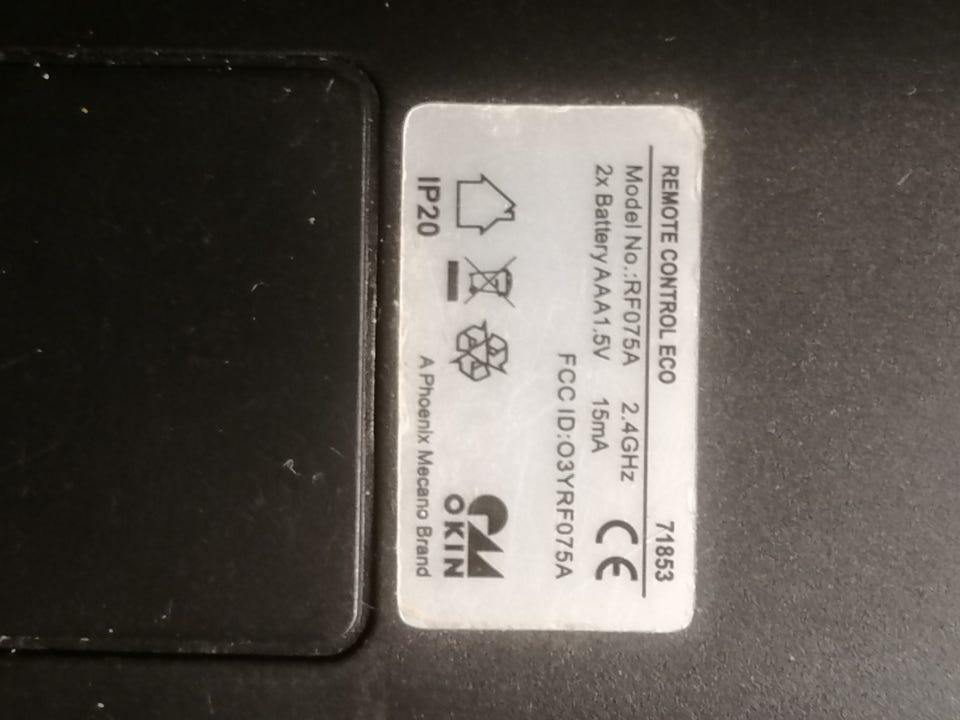 REMOTE CONTROL ECO 71853
Model No.:RF075A 2.4GHz CE
2x Battery AAA1.5V 15mA
FCC ID:O3YRF075A
IP20
OKIN
A Phoenix Mecano Brand